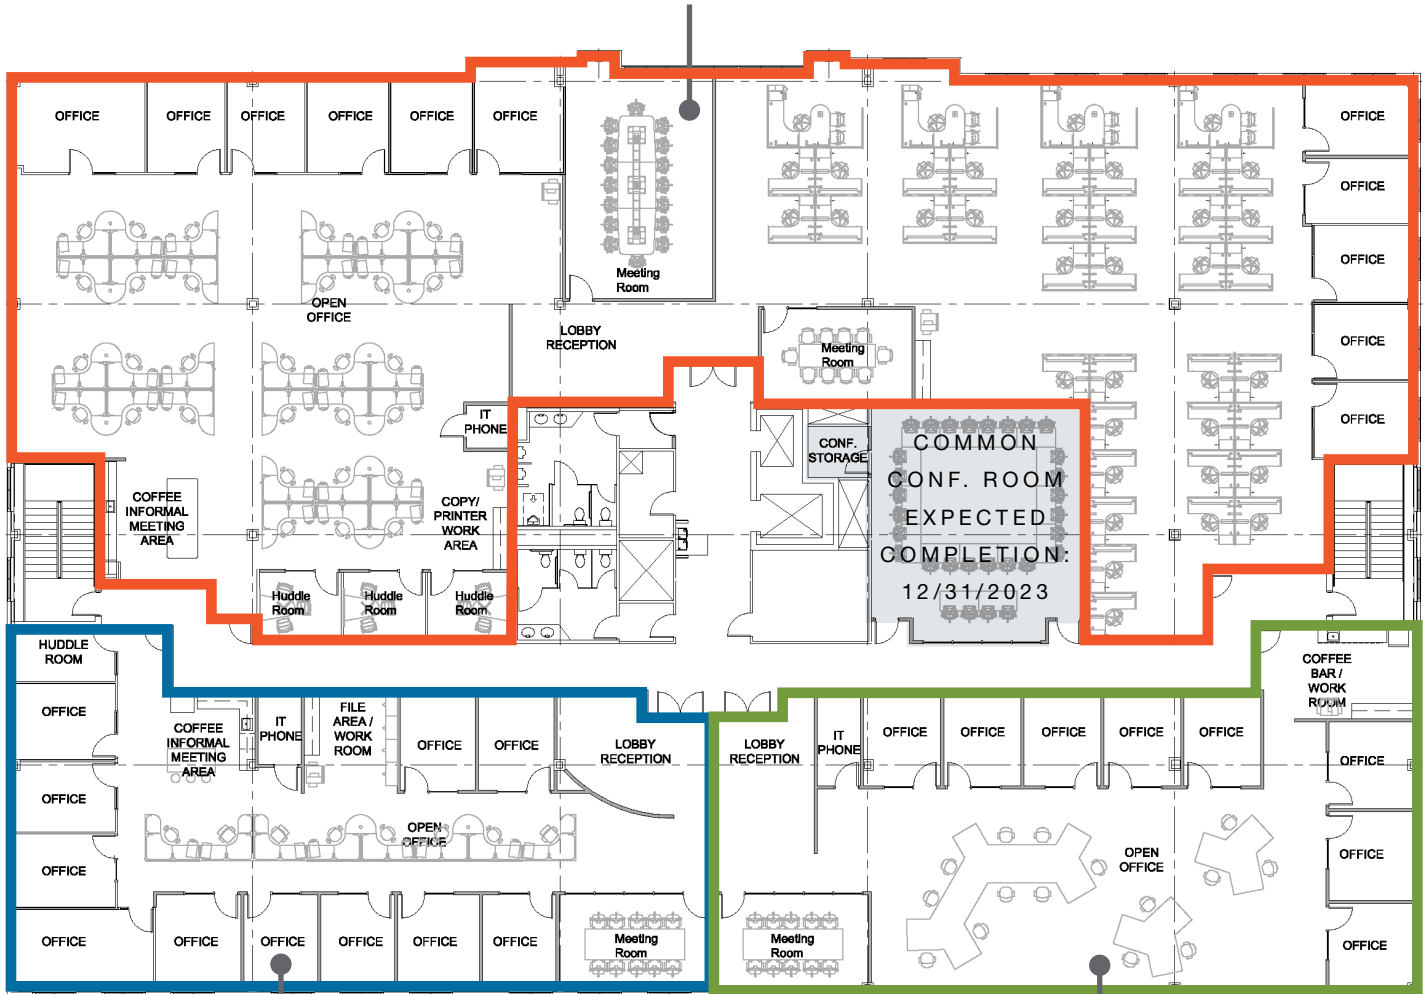 OFFICE
OFFICE
OFFICE
OFFICE
OFFICE
OFFICE
Meeting
Room
OFFICE
OFFICE
OFFICE
OFFICE
OFFICE
OPEN
OFFICE
LOBBY
RECEPTION
Meeting
Room
IT
PHONE
COFFEE
INFORMAL
MEETING
AREA
COPY/
PRINTER
WORK
AREA
Huddle
Room
Huddle
Room
Huddle
Room
CONF.
STORAGE
COMMON
CONF. ROOM
EXPECTED
COMPLETION:
12/31/2023
HUDDLE
ROOM
OFFICE
OFFICE
OFFICE
OFFICE
COFFEE
INFORMAL
MEETING
AREA
IT
PHONE
FILE
AREA /
WORK
ROOM
OFFICE
OFFICE
LOBBY
RECEPTION
OPEN
OFFICE
OFFICE
OFFICE
OFFICE
OFFICE
OFFICE
Meeting
Room
LOBBY
RECEPTION
IT
PHONE
OFFICE
OFFICE
OFFICE
OFFICE
OFFICE
COFFEE
BAR /
WORK
ROOM
OFFICE
OFFICE
OFFICE
OPEN
OFFICE
Meeting
Room